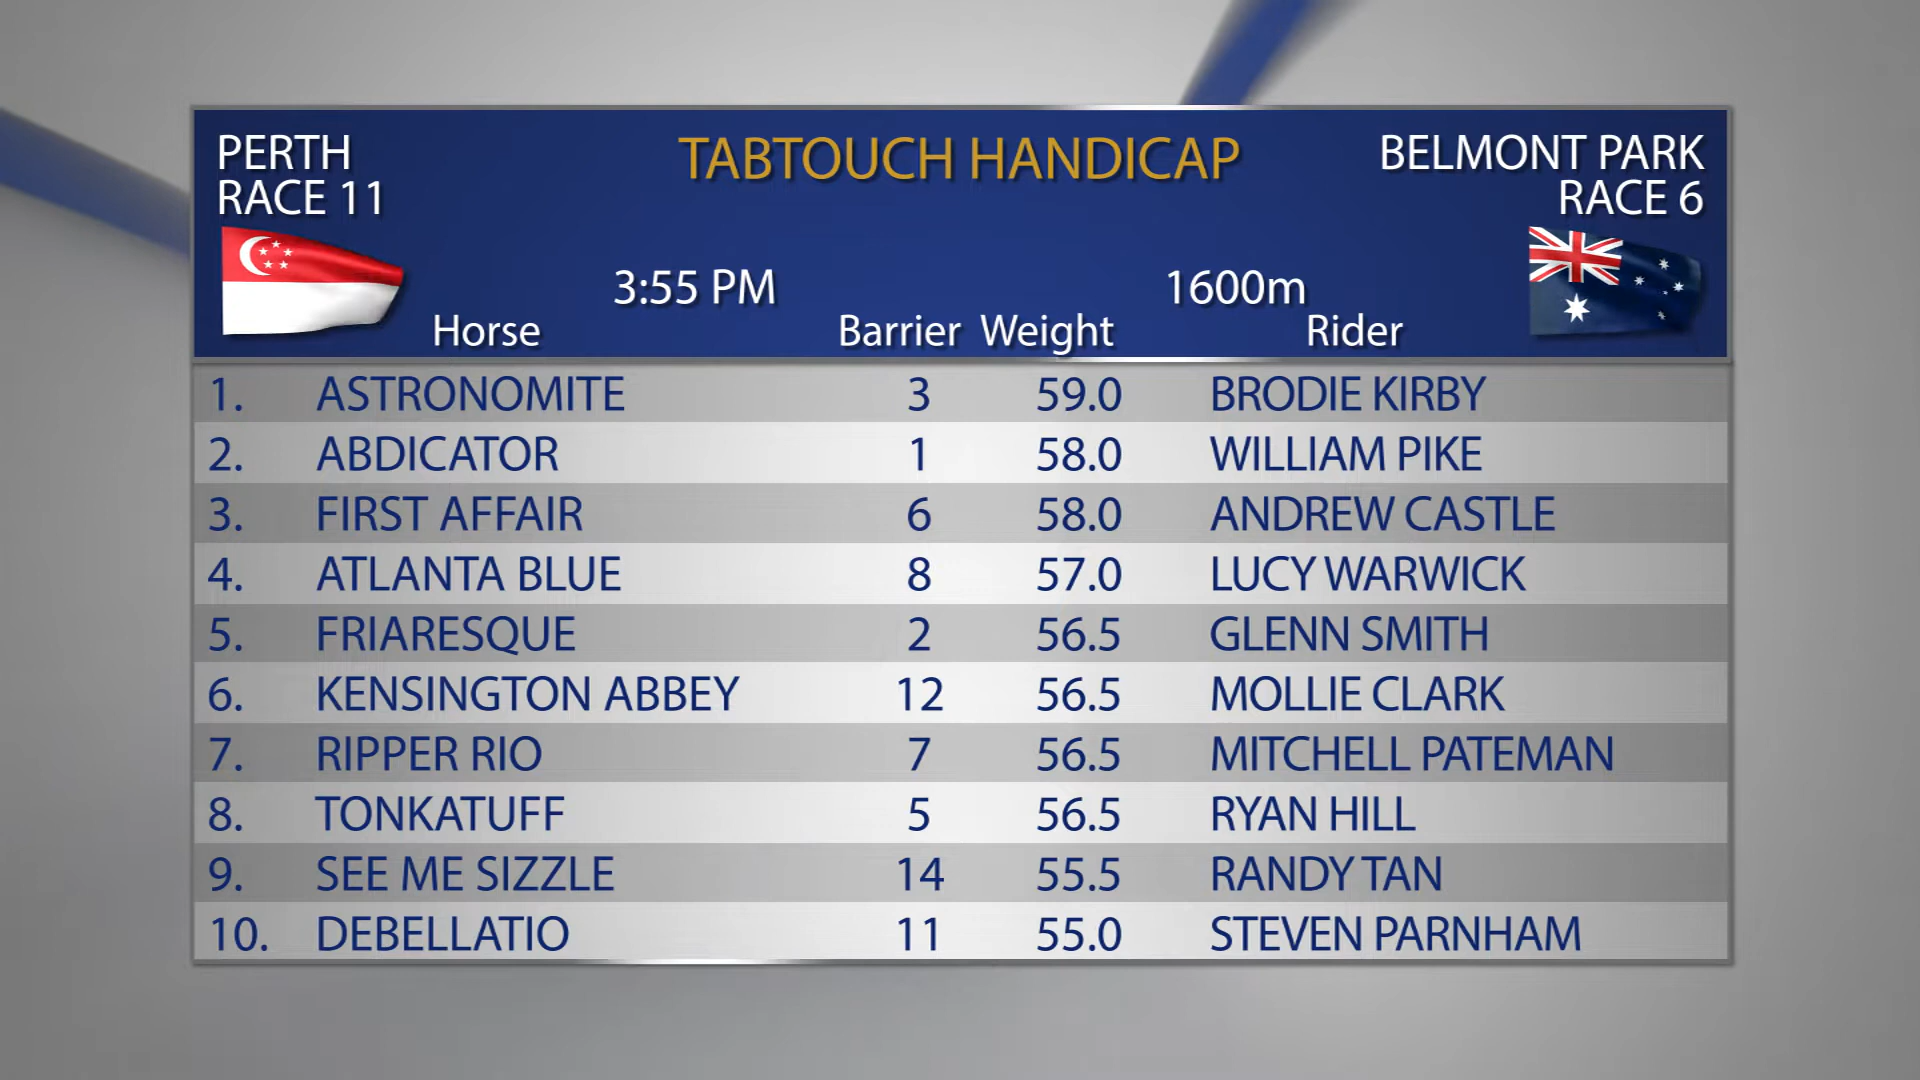 PERTH
RACE 11
TABTOUCH HANDICAP
BELMONT PARK
RACE 6
3:55 PM 1600m
Horse Barrier Weight Rider
1. ASTRONOMITE 3 59.0 BRODIE KIRBY
2. ABDICATOR 1 58.0 WILLIAM PIKE
3. FIRST AFFAIR 6 58.0 ANDREW CASTLE
4. ATLANTA BLUE 8 57.0 LUCY WARWICK
5. FRIARESQUE 2 56.5 GLENN SMITH
6. KENSINGTON ABBEY 12 56.5 MOLLIE CLARK
7. RIPPER RIO 7 56.5 MITCHELL PATEMAN
8. TONKATUFF 5 56.5 RYAN HILL
9. SEE ME SIZZLE 14 55.5 RANDY TAN
10. DEBELLATIO 11 55.0 STEVEN PARNHAM